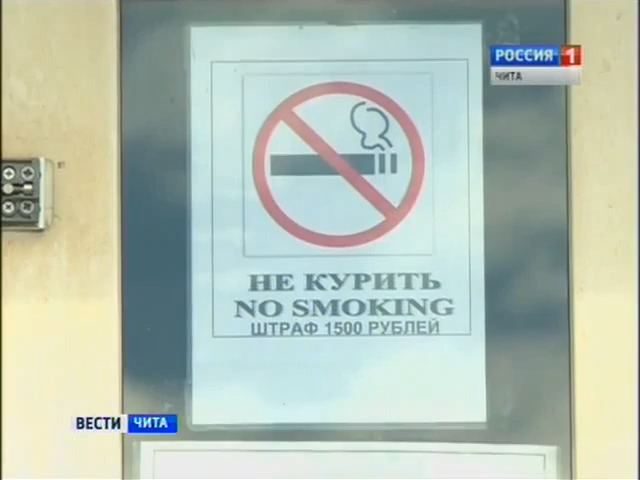 РОССИЯ 1
ЧИТА
НЕ КУРИТЬ
NO SMOKING
ШТРАФ 1500 РУБЛЕЙ
ВЕСТИ ЧИТА